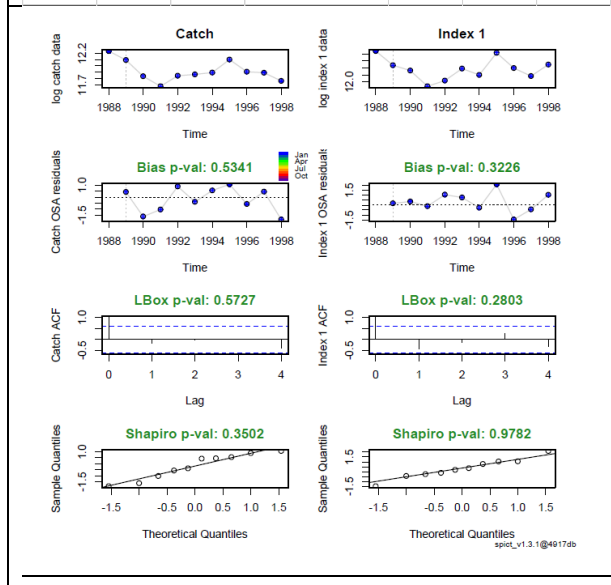 Catch
log catch data
12.2
11.7
1988 1990 1992 1994 1996 1998
Time
Index 1
log index 1 data
12.0
1988 1990 1992 1994 1996 1998
Time
Bias p-val: 0.5341
Catch OSA residuals
1.0
-1.5
Jan
Apr
Jul
Oct
1988 1990 1992 1994 1996 1998
Time
Bias p-val: 0.3226
Index 1 OSA residuals
1.5
-1.5
1988 1990 1992 1994 1996 1998
Time
LBox p-val: 0.5727
Catch ACF
1.0
-0.5
0 1 2 3 4
Lag
LBox p-val: 0.2803
Index 1 ACF
1.0
-0.5
0 1 2 3 4
Lag
Shapiro p-val: 0.3502
Sample Quantiles
1.0
-1.5
-1.5 -0.5 0.0 0.5 1.0 1.5
Theoretical Quantiles
Shapiro p-val: 0.9782
Sample Quantiles
1.5
-1.5
-1.5 -0.5 0.0 0.5 1.0 1.5
Theoretical Quantiles
spict_v1.3.1@4917db